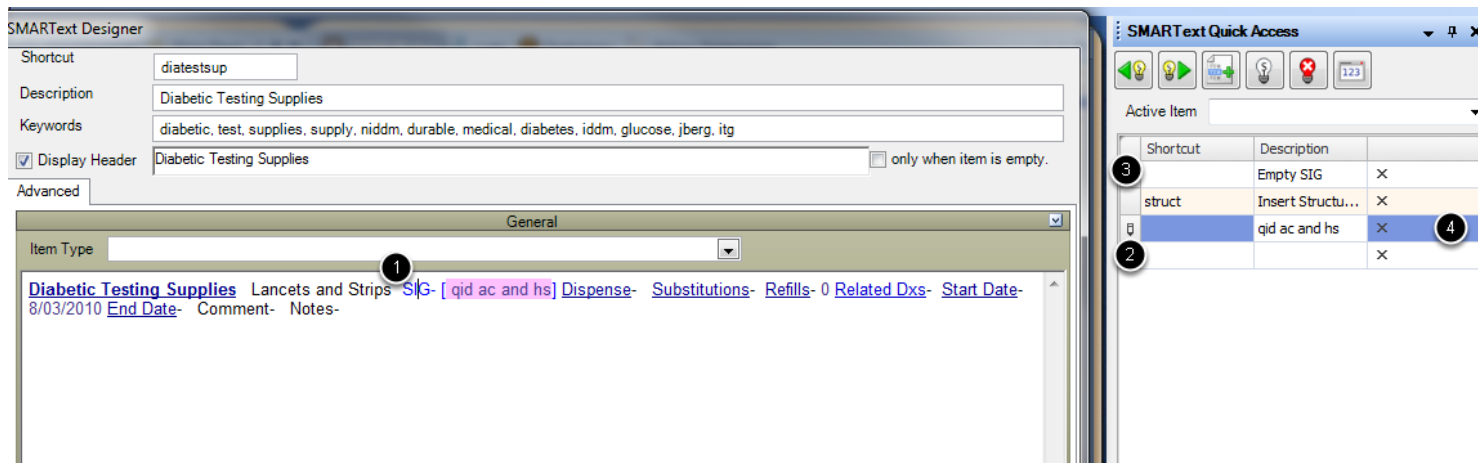 SMARText Designer
Shortcut diatestsup
Description Diabetic Testing Supplies
Keywords diabetic, test, supplies, supply, niddm, durable, medical, diabetes, iddm, glucose, jberg, itg
Display Header Diabetic Testing Supplies only when item is empty.
Advanced
General
Item Type
1
Diabetic Testing Supplies Lancets and Strips SIG- [ qid ac and hs] Dispense- Substitutions- Refills- 0 Related Dxs- Start Date-
8/03/2010 End Date- Comment- Notes-
SMARText Quick Access
123
Active Item
Shortcut Description
3 Empty SIG ×
struct Insert Structu... ×
qid ac and hs × 4
2 ×